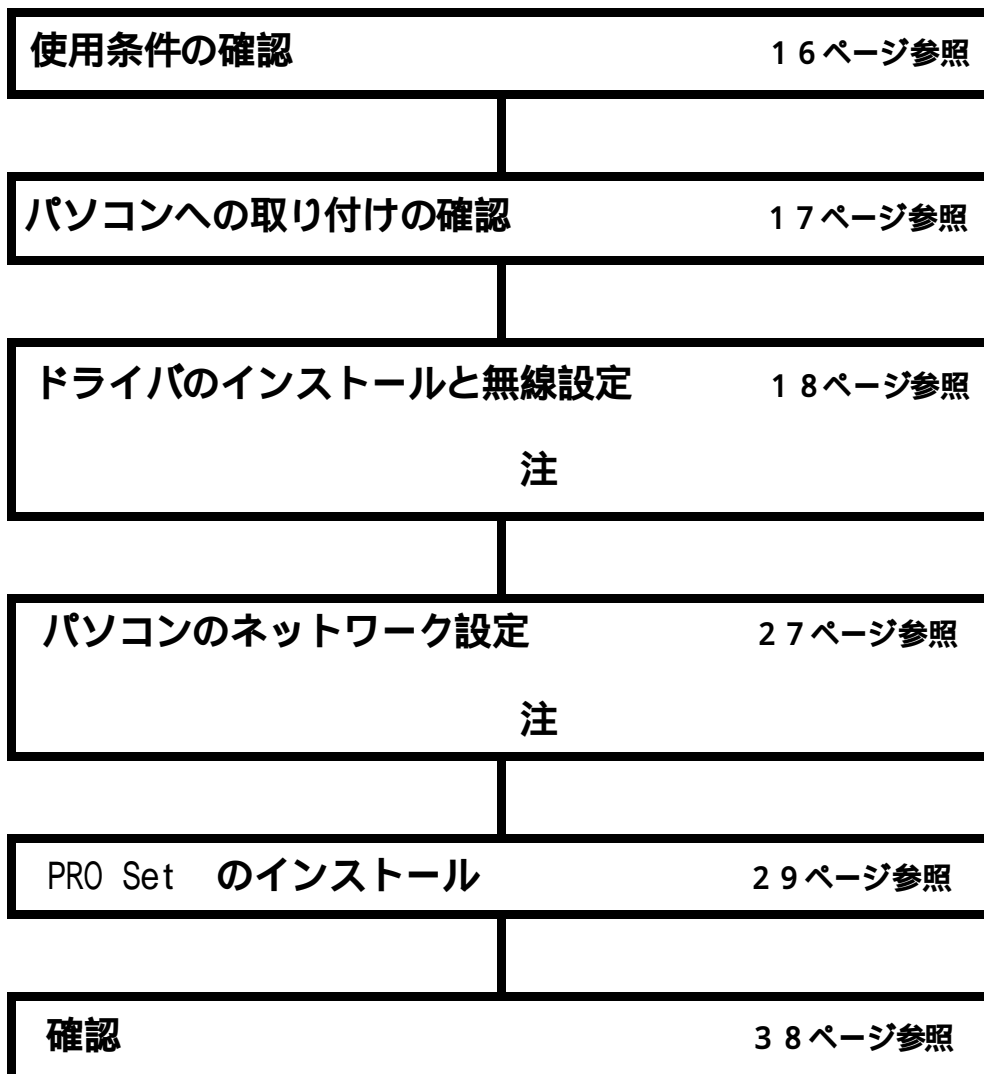 使用条件の確認 16ページ参照
パソコンへの取り付けの確認 17ページ参照
ドライバのインストールと無線設定 18ページ参照
注
パソコンのネットワーク設定 27ページ参照
注
PRO Set のインストール 29ページ参照
確認 38ページ参照